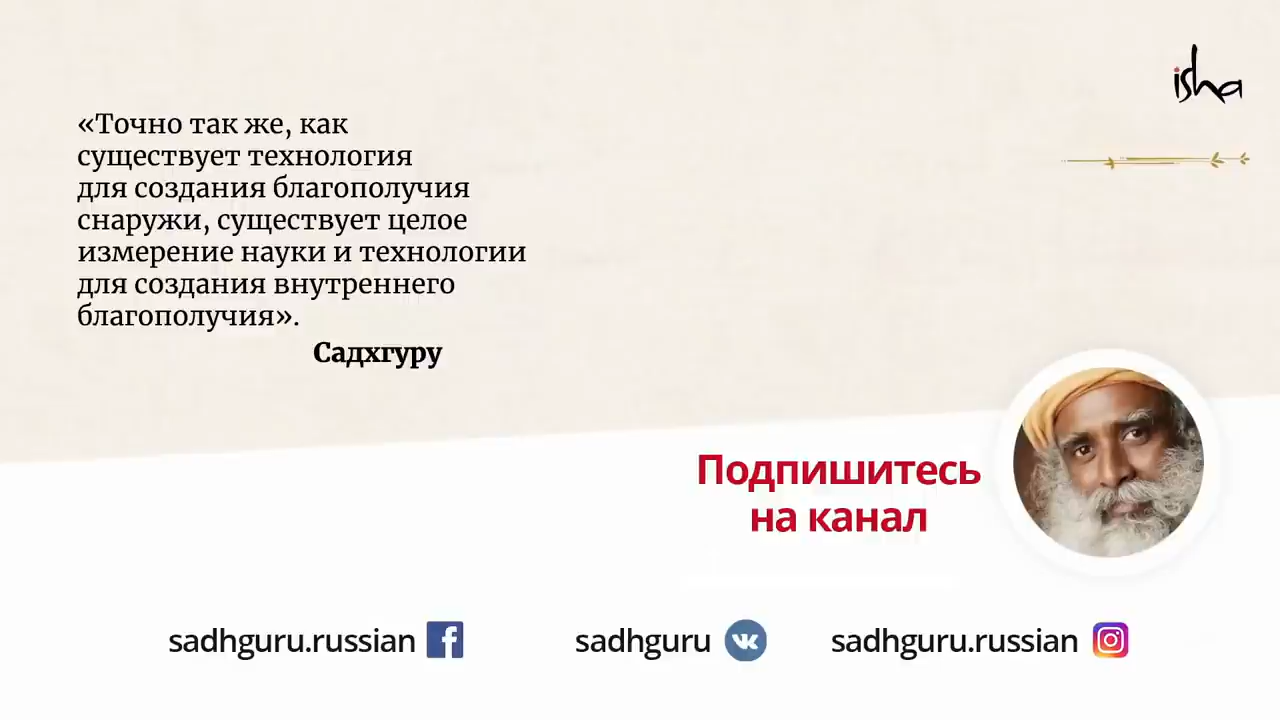 isha
«Точно так же, как
существует технология
для создания благополучия
снаружи, существует целое
измерение науки и технологии
для создания внутреннего
благополучия».
Садхгуру
Подпишитесь
на канал
sadhguru.russian
sadhguru
sadhguru.russian